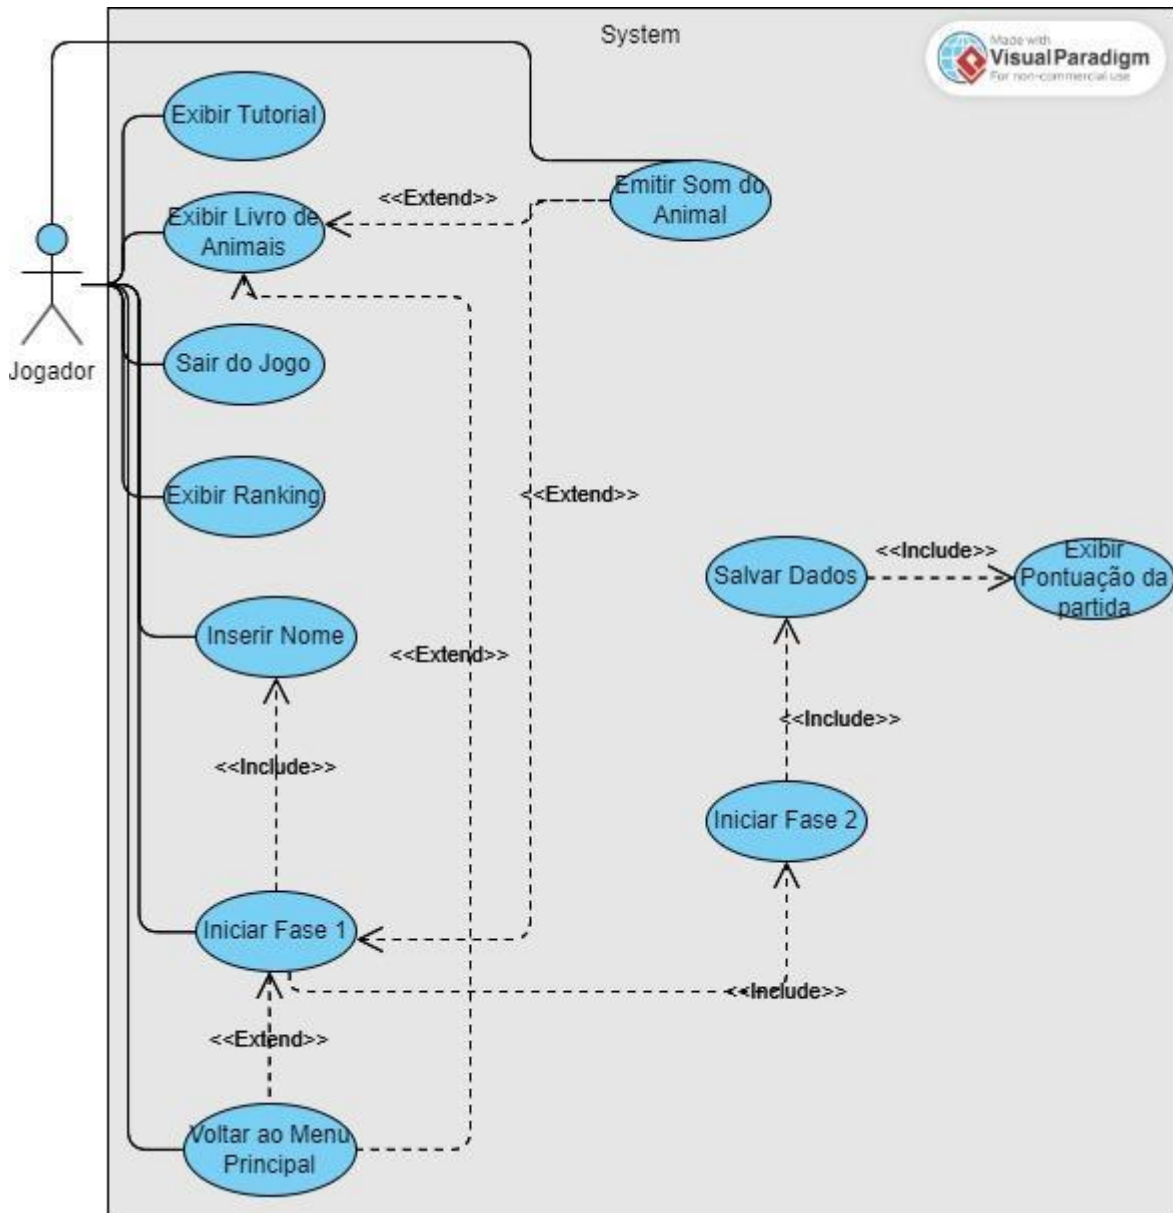 System
Made with
Visual Paradigm
For non-commercial use
Exibir Tutorial
Emitir Som do
Animal
<<Extend>>
Exibir Livro de
Animais
Jogador
Sair do Jogo
Exibir Ranking
<<Extend>>
Salvar Dados
<<Include>>
Exibir
Pontuação da
partida
Inserir Nome
<<Extend>>
<<Include>>
<<Include>>
Iniciar Fase 2
Iniciar Fase 1
<<Include>>
<<Extend>>
Voltar ao Menu
Principal